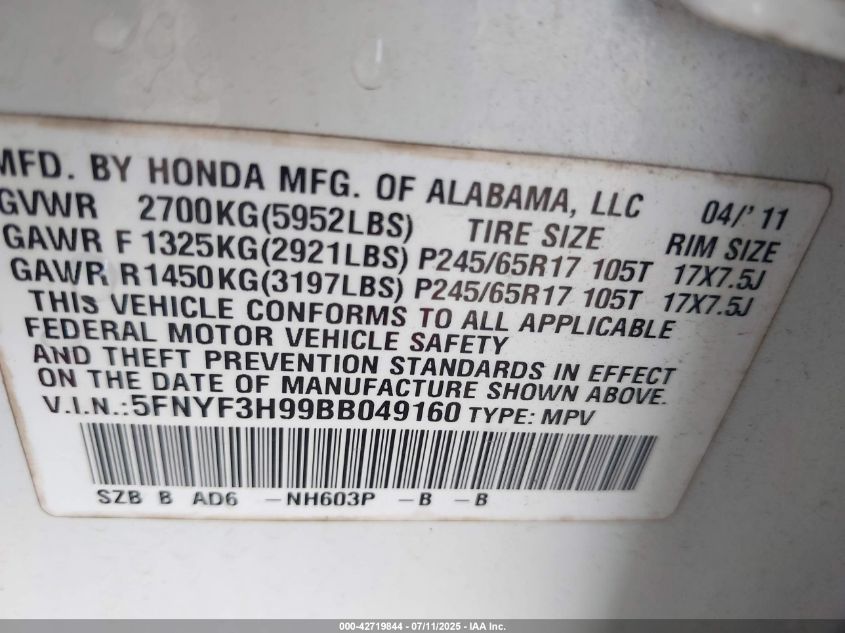 MFD. BY HONDA MFG. OF ALABAMA, LLC 04/'11
GVWR 2700KG(5952LBS) TIRE SIZE RIM SIZE
GAWR F 1325KG(2921LBS) P245/65R17 105T 17X7.5J
GAWR R 1450KG(3197LBS) P245/65R17 105T 17X7.5J
THIS VEHICLE CONFORMS TO ALL APPLICABLE
FEDERAL MOTOR VEHICLE SAFETY
AND THEFT PREVENTION STANDARDS IN EFFECT
ON THE DATE OF MANUFACTURE SHOWN ABOVE.
V.I.N.:5FNYF3H99BB049160 TYPE: MPV
SZB B AD6 -NH603P -B -B
000-42719844 - 07/11/2025 - IAA Inc.